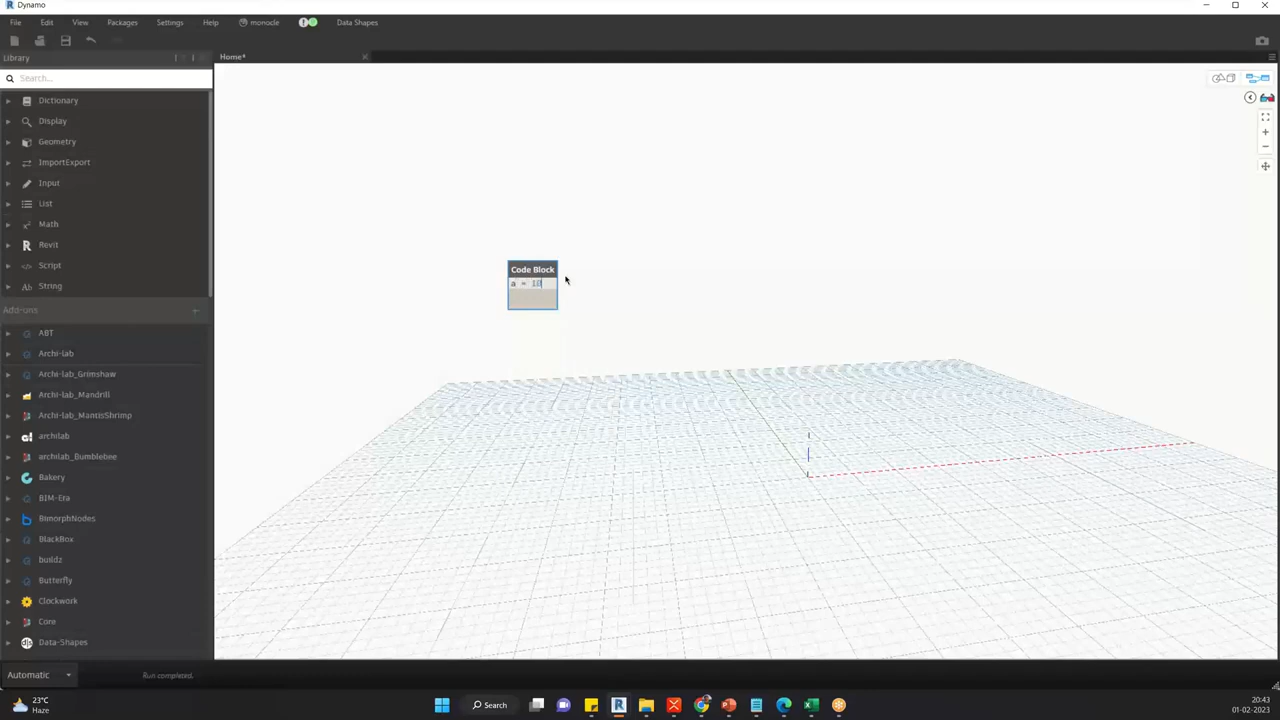 Dynamo
File Edit View Packages Settings Help monocle Data Shapes
Library
Home*
Search...
Dictionary
Display
Geometry
ImportExport
Input
List
Math
Revit
Script
String
Add-ons
ABT
Archi-lab
Archi-lab_Grimshaw
Archi-lab_Mandrill
Archi-lab_MantisShrimp
archilab
archilab_Bumblebee
Bakery
BIM-Era
BimorphNodes
BlackBox
buildz
Butterfly
Clockwork
Core
Data-Shapes
Code Block
a = 10
Automatic
Run completed.
23°C
Haze
Search
20:43
01-02-2023